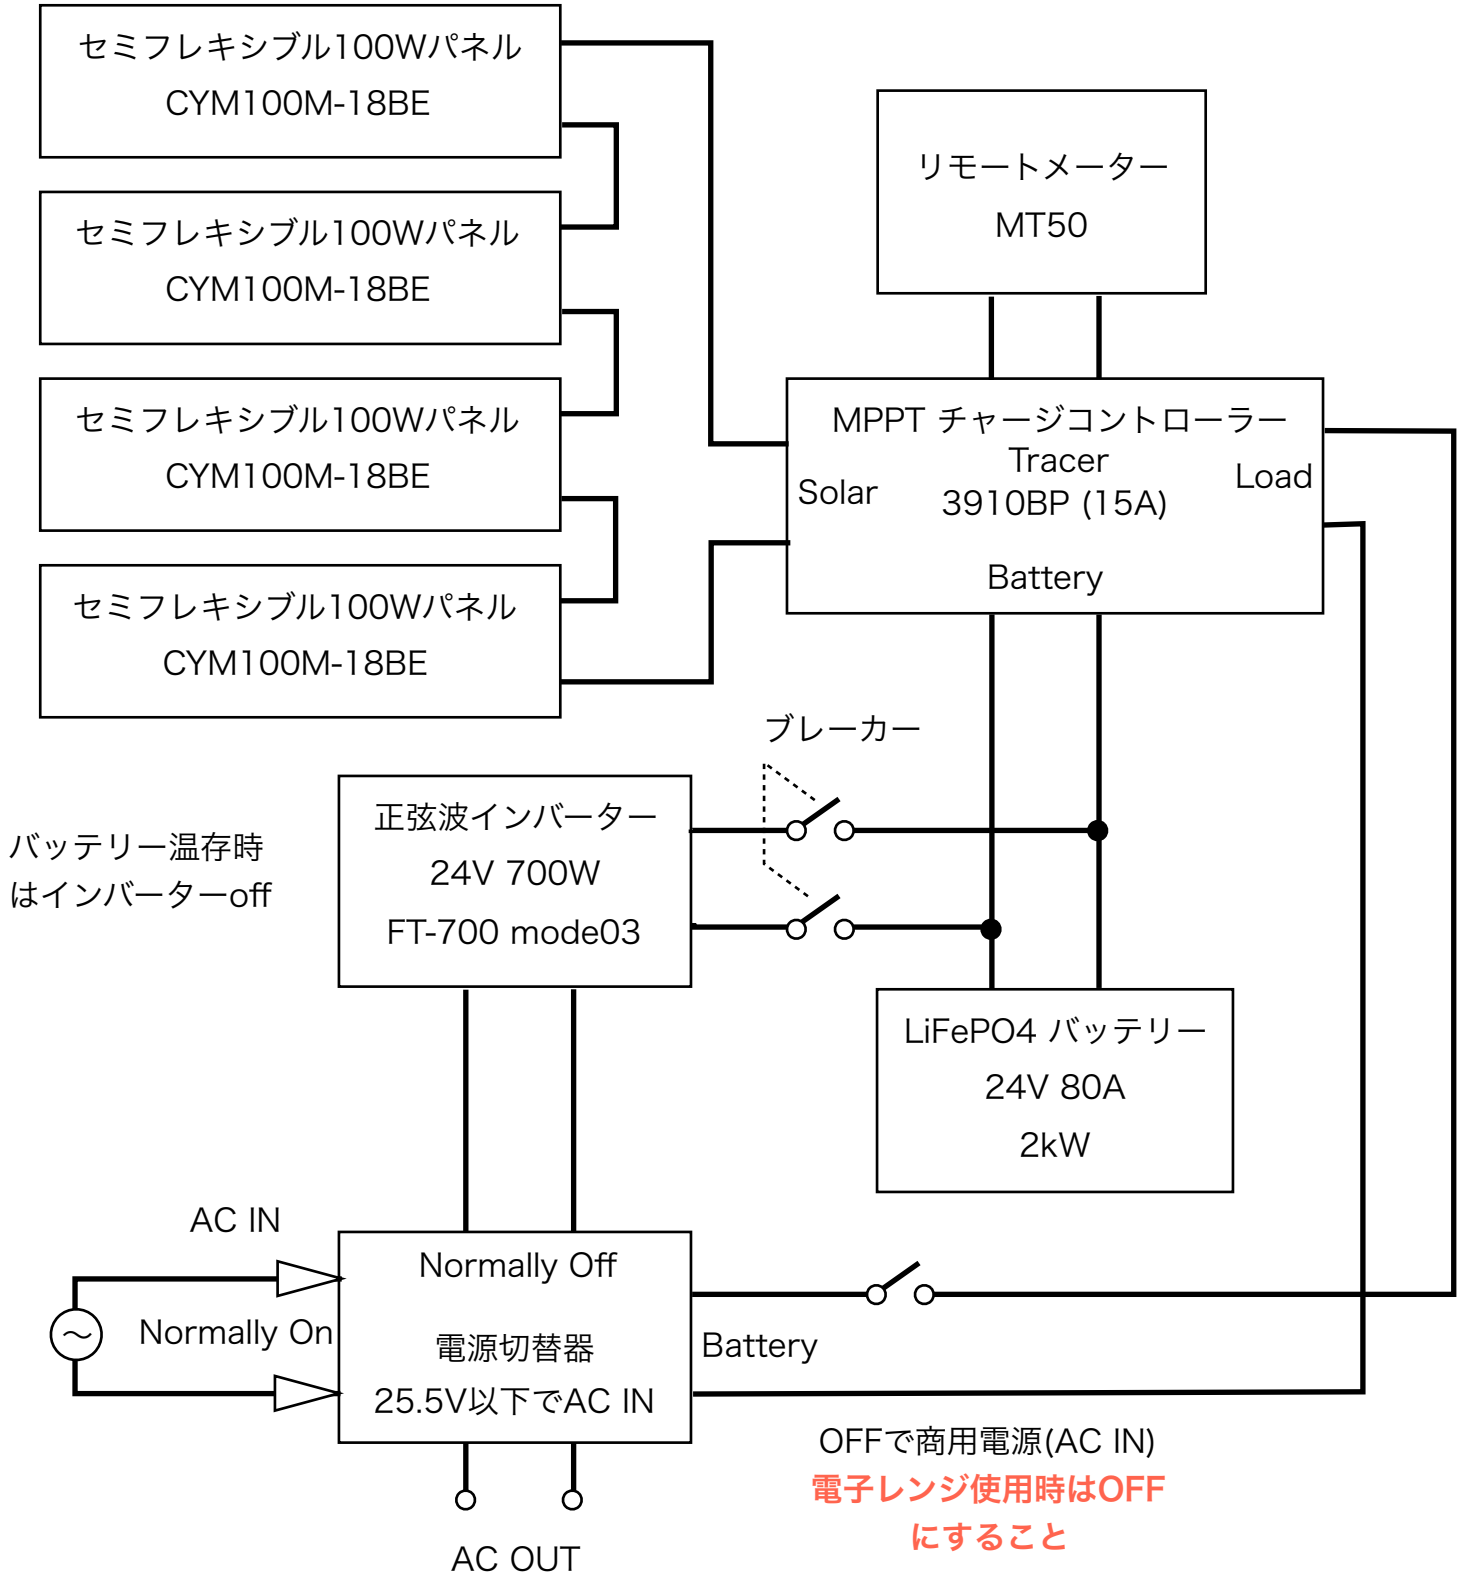 セミフレキシブル100Wパネル
CYM100M-18BE
セミフレキシブル100Wパネル
CYM100M-18BE
セミフレキシブル100Wパネル
CYM100M-18BE
セミフレキシブル100Wパネル
CYM100M-18BE
リモートメーター
MT50
MPPT チャージコントローラー
Tracer
3910BP (15A)
Solar
Load
Battery
ブレーカー
正弦波インバーター
24V 700W
FT-700 mode03
バッテリー温存時
はインバーターoff
LiFePO4 バッテリー
24V 80A
2kW
AC IN
Normally On
Normally Off
電源切替器
25.5V以下でAC IN
Battery
OFFで商用電源(AC IN)
電子レンジ使用時はOFF
にすること
AC OUT